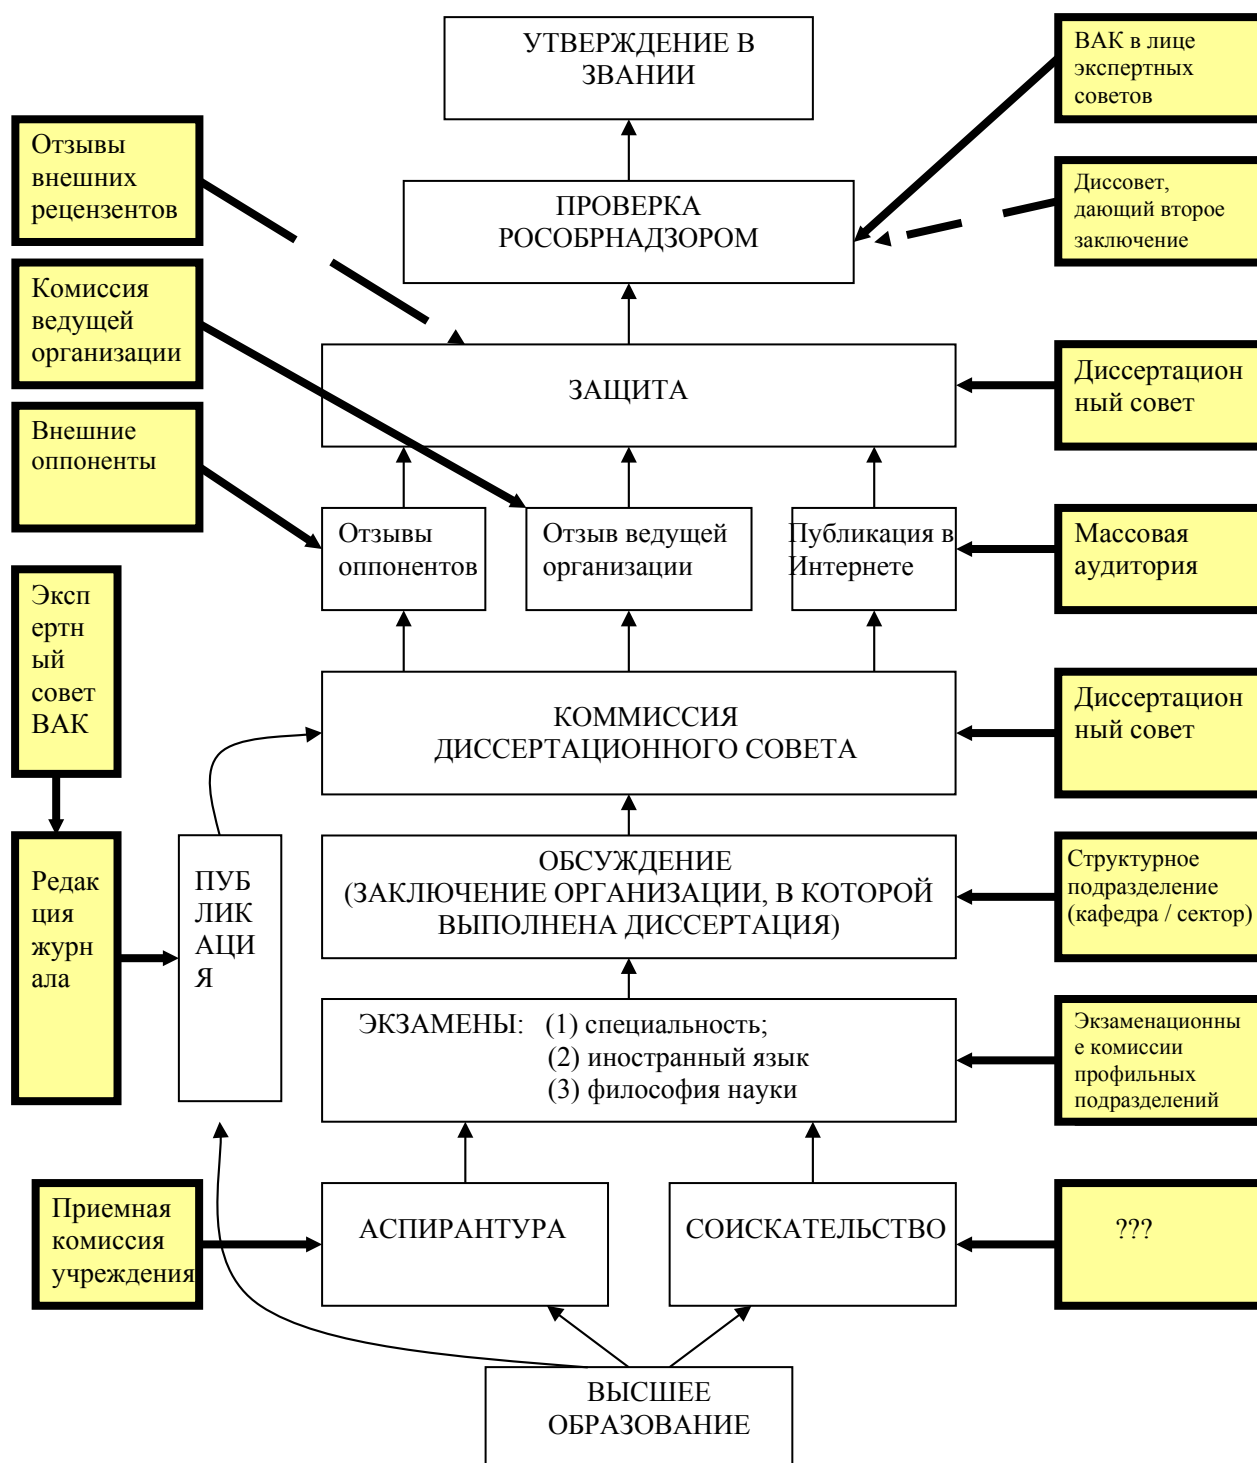 УТВЕРЖДЕНИЕ В
ЗВАНИИ
ВАК в лице
экспертных
советов
Отзывы
внешних
рецензентов
ПРОВЕРКА
РОСОБРНАДЗОРОМ
Диссовет,
дающий второе
заключение
Комиссия
ведущей
организации
ЗАЩИТА
Диссертацион
ный совет
Внешние
оппоненты
Отзывы
оппонентов
Отзыв ведущей
организации
Публикация в
Интернете
Массовая
аудитория
Эксп
ертн
ый
совет
ВАК
КОММИССИЯ
ДИССЕРТАЦИОННОГО СОВЕТА
Диссертацион
ный совет
Редак
ция
журн
ала
ПУБ
ЛИК
АЦИ
Я
ОБСУЖДЕНИЕ
(ЗАКЛЮЧЕНИЕ ОРГАНИЗАЦИИ, В КОТОРОЙ
ВЫПОЛНЕНА ДИССЕРТАЦИЯ)
Структурное
подразделение
(кафедра / сектор)
ЭКЗАМЕНЫ: (1) специальность;
(2) иностранный язык
(3) философия науки
Экзаменационны
е комиссии
профильных
подразделений
Приемная
комиссия
учреждения
АСПИРАНТУРА
СОИСКАТЕЛЬСТВО
???
ВЫСШЕЕ
ОБРАЗОВАНИЕ